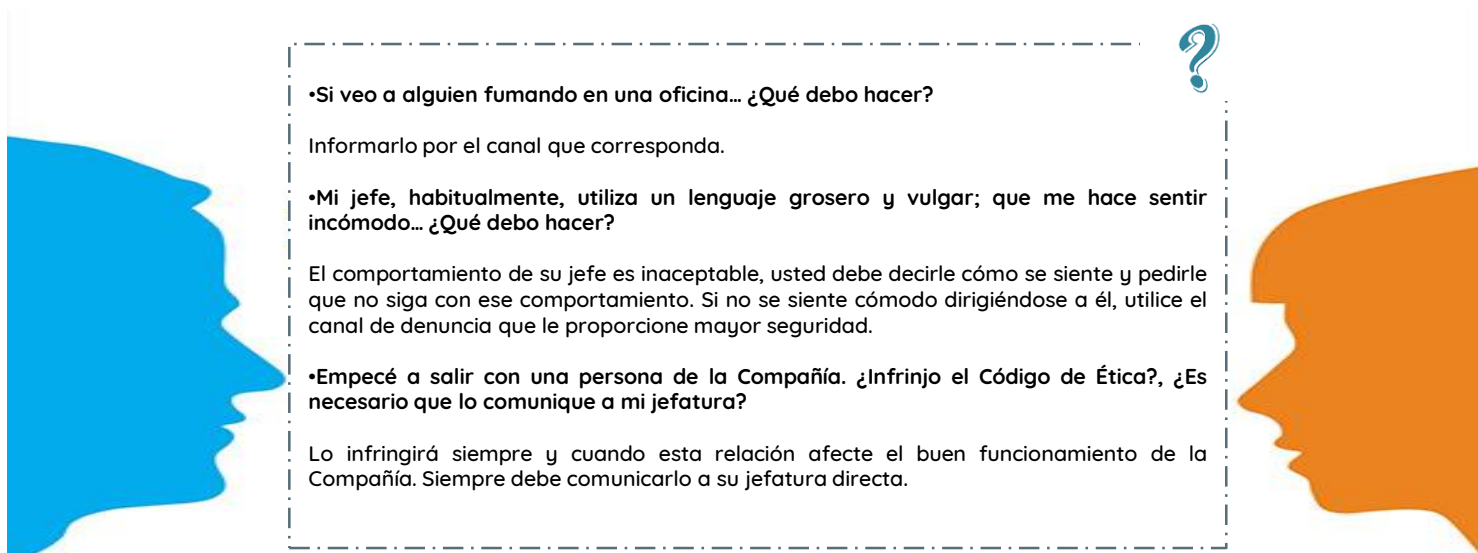 ?
•Si veo a alguien fumando en una oficina… ¿Qué debo hacer?
Informarlo por el canal que corresponda.
•Mi jefe, habitualmente, utiliza un lenguaje grosero y vulgar; que me hace sentir
incómodo… ¿Qué debo hacer?
El comportamiento de su jefe es inaceptable, usted debe decirle cómo se siente y pedirle
que no siga con ese comportamiento. Si no se siente cómodo dirigiéndose a él, utilice el
canal de denuncia que le proporcione mayor seguridad.
•Empecé a salir con una persona de la Compañía. ¿Infrinjo el Código de Ética?, ¿Es
necesario que lo comunique a mi jefatura?
Lo infringirá siempre y cuando esta relación afecte el buen funcionamiento de la
Compañía. Siempre debe comunicarlo a su jefatura directa.